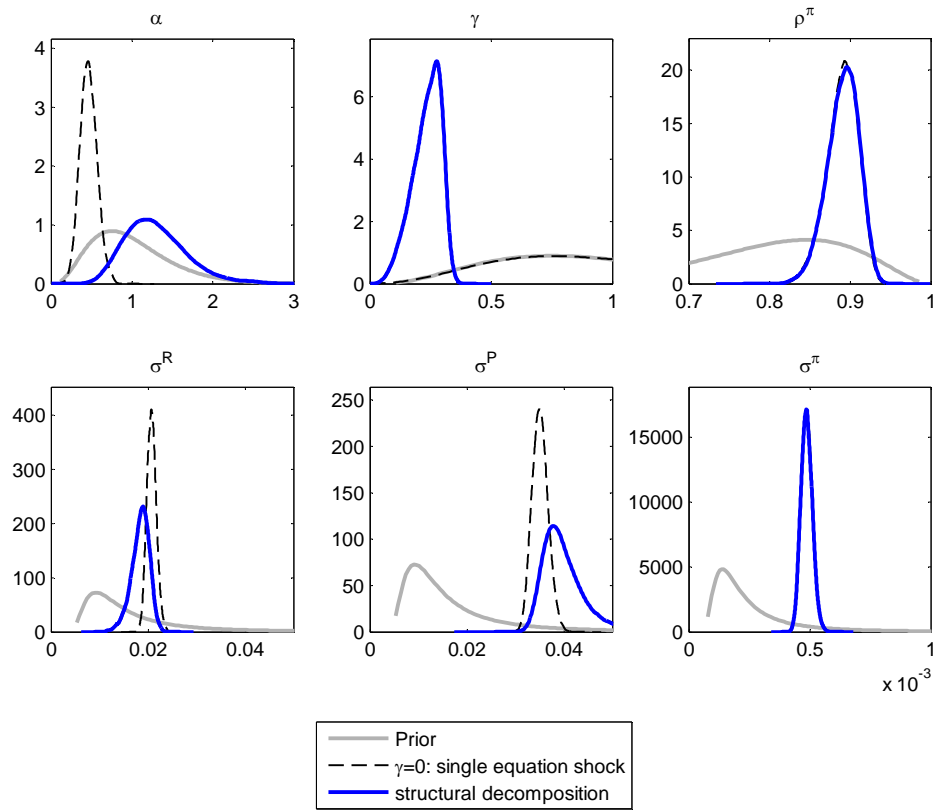 α γ ρ^π
4 6 20
3 15
2 4 10
1 2 5
0 0 0
0 1 2 3 0 0.5 1 0.7 0.8 0.9 1
σ^R σ^P σ^π
400 250 15000
300 200
200 150 10000
100 100 5000
50
0 0 0
0 0.02 0.04 0 0.02 0.04 0 0.5 1
x 10^-3
Prior
γ=0: single equation shock
structural decomposition